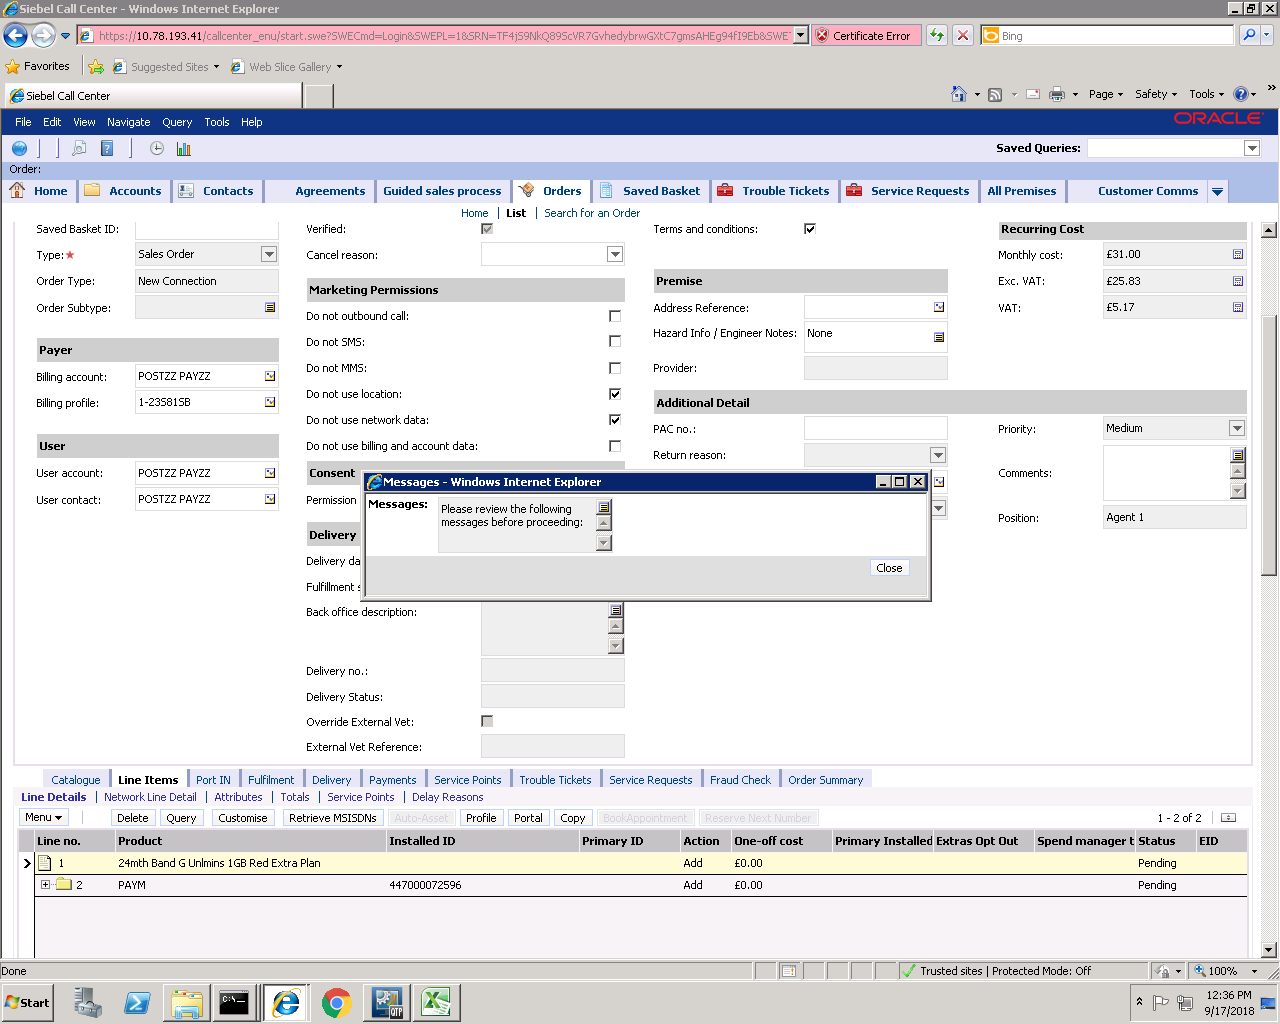 Siebel Call Center - Windows Internet Explorer
https://10.78.193.41/callcenter_enu/start.swe?SWECmd=Login&SWEPL=1&SRN=
Certificate Error
Bing
Favorites
Suggested Sites
Web Slice Gallery
Siebel Call Center
Page
Safety
Tools
»
File Edit View Navigate Query Tools Help
ORACLE
Saved Queries:
Order:
Home Accounts Contacts Agreements Guided sales process Orders Saved Basket Trouble Tickets Service Requests All Premises Customer Comms
Home | List | Search for an Order
Saved Basket ID:
Type:★ Sales Order
Order Type: New Connection
Order Subtype:
Payer
Billing account: POSTZZ PAYZZ
Billing profile: 1-23S81SB
User
User account: POSTZZ PAYZZ
User contact: POSTZZ PAYZZ
Verified:
Cancel reason:
Marketing Permissions
Do not outbound call:
Do not SMS:
Do not MMS:
Do not use location:
Do not use network data:
Do not use billing and account data:
Consent
Permission
Delivery
Delivery da
Fulfillment s
Back office description:
Delivery no.:
Delivery Status:
Override External Vet:
External Vet Reference:
Terms and conditions:
Premise
Address Reference:
Hazard Info / Engineer Notes: None
Provider:
Additional Detail
PAC no.:
Return reason:
Recurring Cost
Monthly cost: £31.00
Exc. VAT: £25.83
VAT: £5.17
Priority: Medium
Comments:
Position: Agent 1
Messages - Windows Internet Explorer
Messages: Please review the following
messages before proceeding:
Close
Catalogue Line Items Port IN Fulfilment Delivery Payments Service Points Trouble Tickets Service Requests Fraud Check Order Summary
Line Details | Network Line Detail | Attributes | Totals | Service Points | Delay Reasons
Menu Delete Query Customise Retrieve MSISDNs Auto-Asset Profile Portal Copy BookAppointment Reserve Next Number 1 - 2 of 2
Line no. Product Installed ID Primary ID Action One-off cost Primary Installed Extras Opt Out Spend manager t Status EID
1 24mth Band G Unlmins 1GB Red Extra Plan Add £0.00 Pending
2 PAYM 447000072596 Add £0.00 Pending
Done
Trusted sites | Protected Mode: Off
100%
Start
C:\
QTP
12:36 PM
9/17/2018